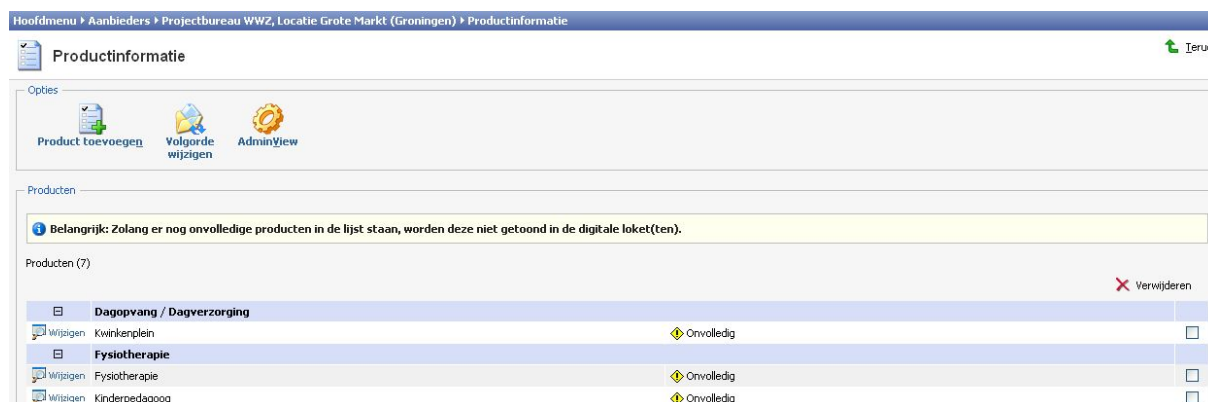 Hoofdmenu ▸ Aanbieders ▸ Projectbureau WWZ, Locatie Grote Markt (Groningen) ▸ Productinformatie
Productinformatie
Opties
Product toevoegen
Volgorde
wijzigen
AdminView
Producten
Belangrijk: Zolang er nog onvolledige producten in de lijst staan, worden deze niet getoond in de digitale loket(ten).
Producten (7)
Verwijderen
Dagopvang / Dagverzorging
Wijzigen Kwinkenplein Onvolledig
Fysiotherapie
Wijzigen Fysiotherapie Onvolledig
Wijzigen Kinderpedagoog Onvolledig